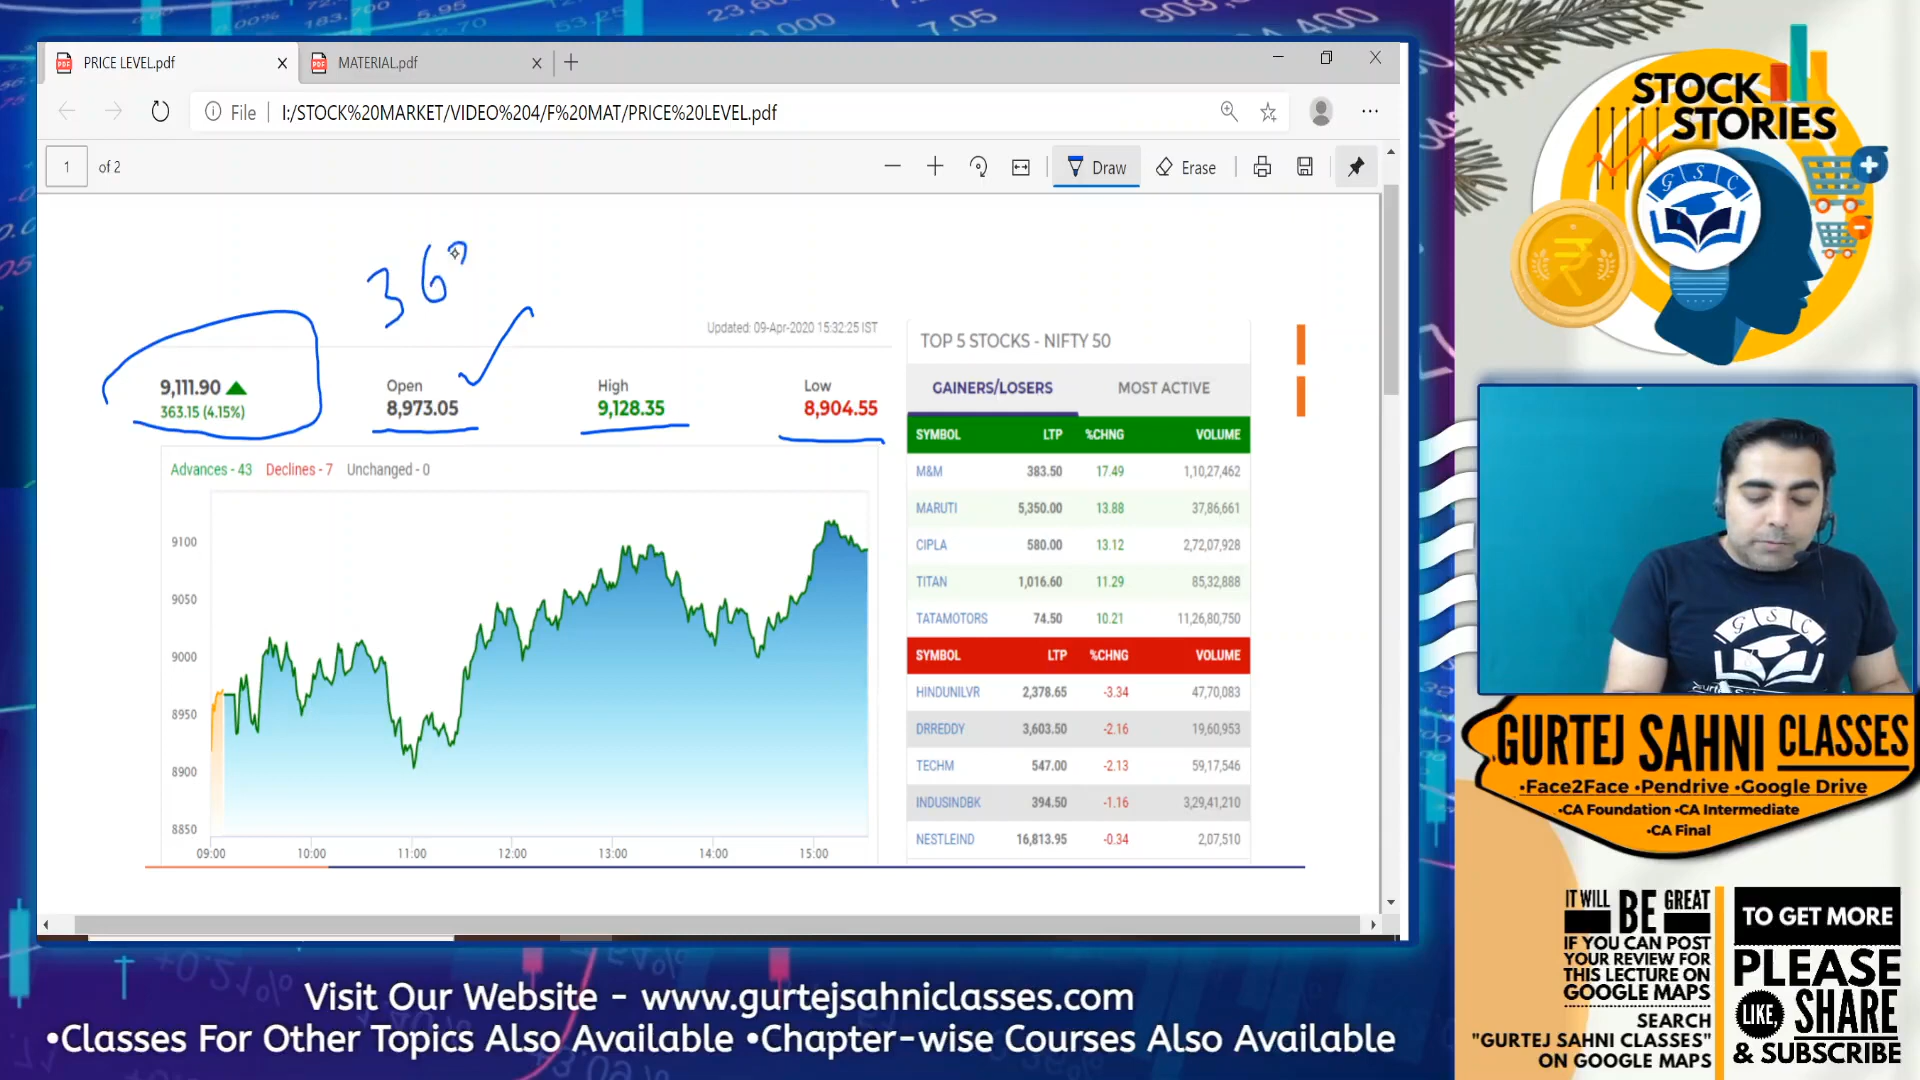 PRICE LEVEL.pdf
MATERIAL.pdf
File
I:/STOCK%20MARKET/VIDEO%204/F%20MAT/PRICE%20LEVEL.pdf
1 of 2
Draw
Erase
36
Updated: 09-Apr-2020 15:32:25 IST
9,111.90
363.15 (4.15%)
Open
8,973.05
High
9,128.35
Low
8,904.55
Advances - 43 Declines - 7 Unchanged - 0
9100
9050
9000
8950
8900
8850
09:00 10:00 11:00 12:00 13:00 14:00 15:00
TOP 5 STOCKS - NIFTY 50
GAINERS/LOSERS MOST ACTIVE
SYMBOL LTP %CHNG VOLUME
M&M 383.50 17.49 1,10,27,462
MARUTI 5,350.00 13.88 37,86,661
CIPLA 580.00 13.12 2,72,07,928
TITAN 1,016.60 11.29 85,32,888
TATAMOTORS 74.50 10.21 11,26,80,750
SYMBOL LTP %CHNG VOLUME
HINDUNILVR 2,378.65 -3.34 47,70,083
DRREDDY 3,603.50 -2.16 19,60,953
TECHM 547.00 -2.13 59,17,546
INDUSINDBK 394.50 -1.16 3,29,41,210
NESTLEIND 16,813.95 -0.34 2,07,510
STOCK
STORIES
G S C
G S C
GURTEJ SAHNI CLASSES
•Face2Face •Pendrive •Google Drive
•CA Foundation •CA Intermediate
•CA Final
IT WILL BE GREAT
IF YOU CAN POST
YOUR REVIEW FOR
THIS LECTURE ON
GOOGLE MAPS
SEARCH
"GURTEJ SAHNI CLASSES"
ON GOOGLE MAPS
TO GET MORE
PLEASE
LIKE, SHARE
& SUBSCRIBE
Visit Our Website - www.gurtejsahniclasses.com
•Classes For Other Topics Also Available •Chapter-wise Courses Also Available